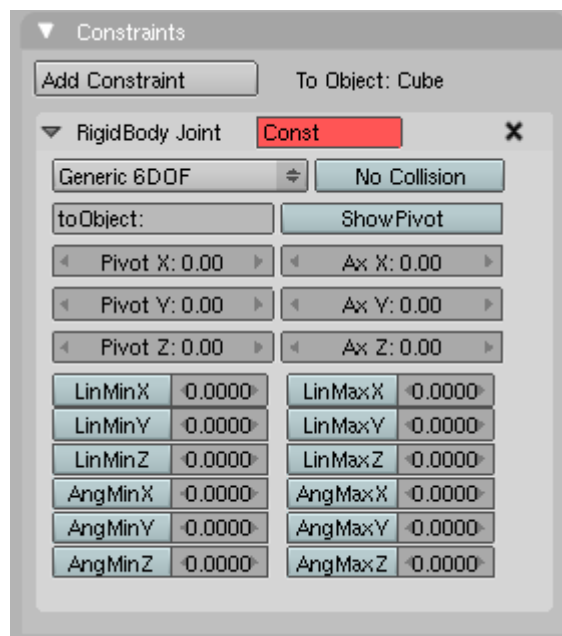 Constraints
Add Constraint To Object: Cube
RigidBody Joint Const
Generic 6DOF No Collision
toObject: ShowPivot
Pivot X: 0.00 Ax X: 0.00
Pivot Y: 0.00 Ax Y: 0.00
Pivot Z: 0.00 Ax Z: 0.00
LinMinX 0.0000 LinMaxX 0.0000
LinMinY 0.0000 LinMaxY 0.0000
LinMinZ 0.0000 LinMaxZ 0.0000
AngMinX 0.0000 AngMaxX 0.0000
AngMinY 0.0000 AngMaxY 0.0000
AngMinZ 0.0000 AngMaxZ 0.0000